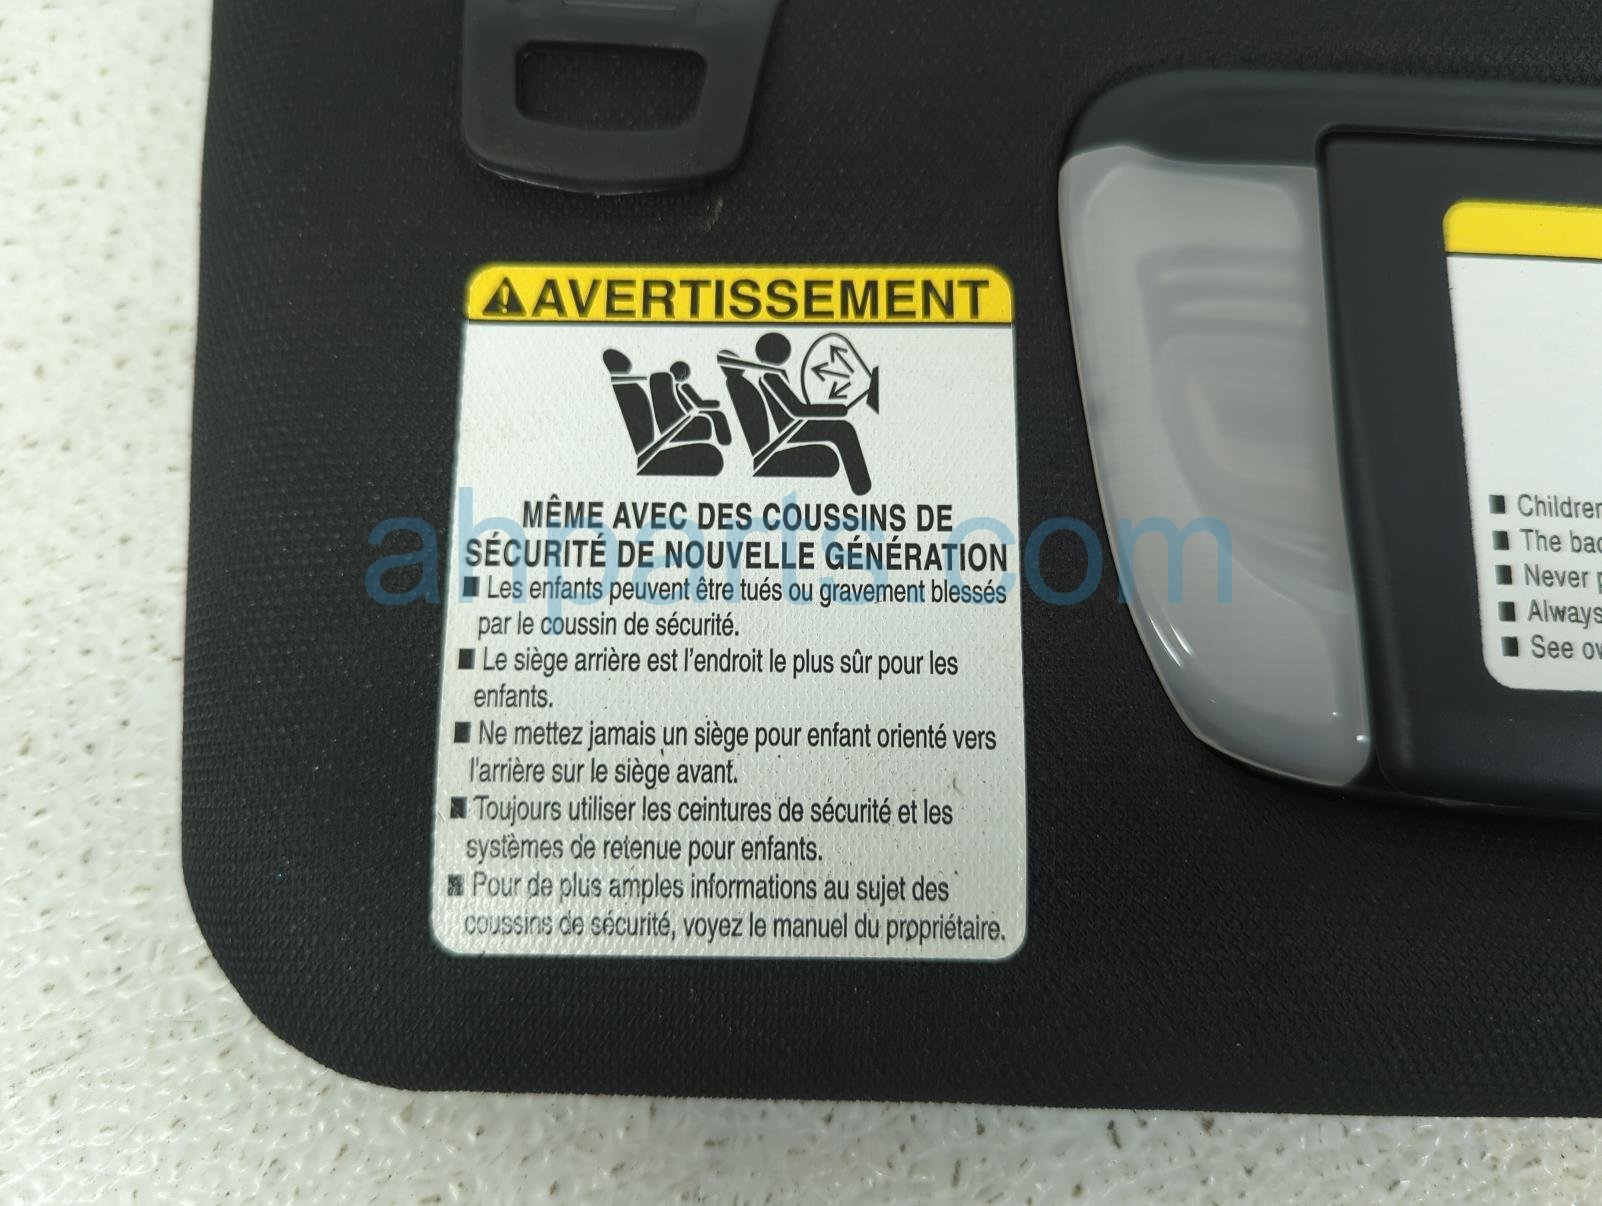 AVERTISSEMENT
MÊME AVEC DES COUSSINS DE
SÉCURITÉ DE NOUVELLE GÉNÉRATION
■ Les enfants peuvent être tués ou gravement blessés
par le coussin de sécurité.
■ Le siège arrière est l'endroit le plus sûr pour les
enfants.
■ Ne mettez jamais un siège pour enfant orienté vers
l'arrière sur le siège avant.
■ Toujours utiliser les ceintures de sécurité et les
systèmes de retenue pour enfants.
■ Pour de plus amples informations au sujet des
coussins de sécurité, voyez le manuel du propriétaire.
ahparts.com
■ Children
■ The
■ Never
■ Always
■ See